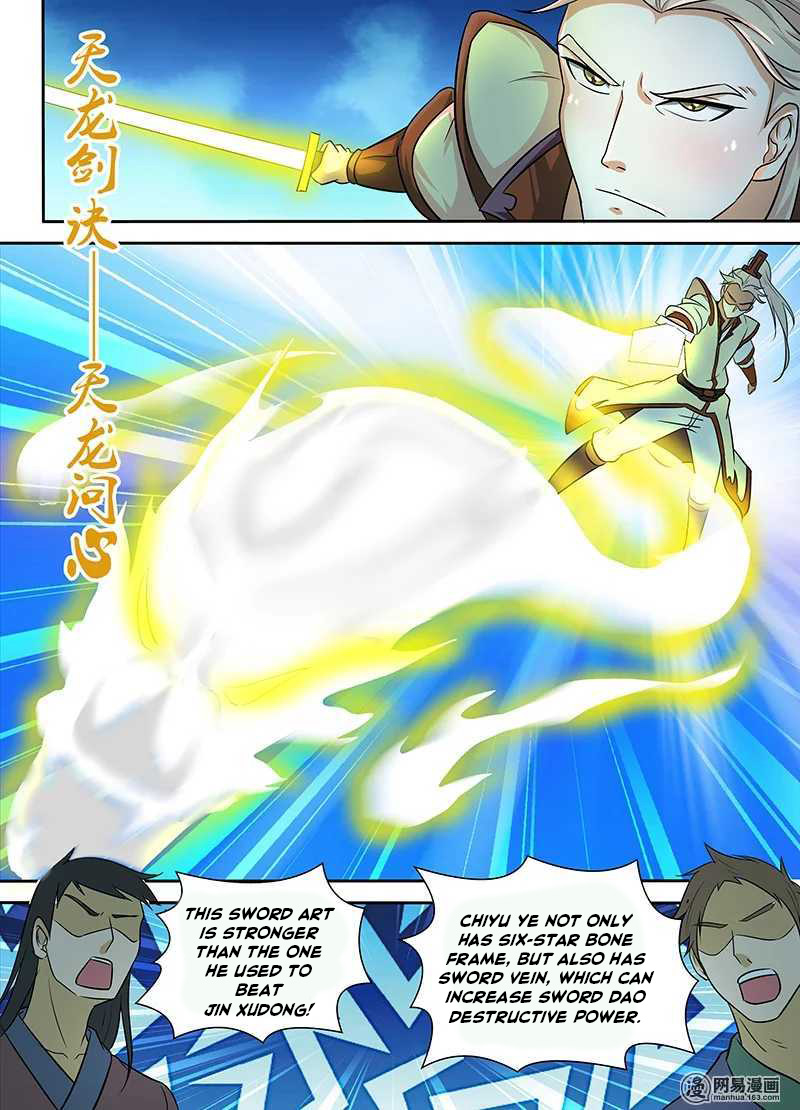 天龙剑诀——天龙问心
THIS SWORD ART
IS STRONGER
THAN THE ONE
HE USED TO
BEAT
JIN XUDONG!
CHIYU YE NOT ONLY
HAS SIX-STAR BONE
FRAME, BUT ALSO HAS
SWORD VEIN, WHICH CAN
INCREASE SWORD DAO
DESTRUCTIVE POWER.
漫 网易漫画
manhua.163.com